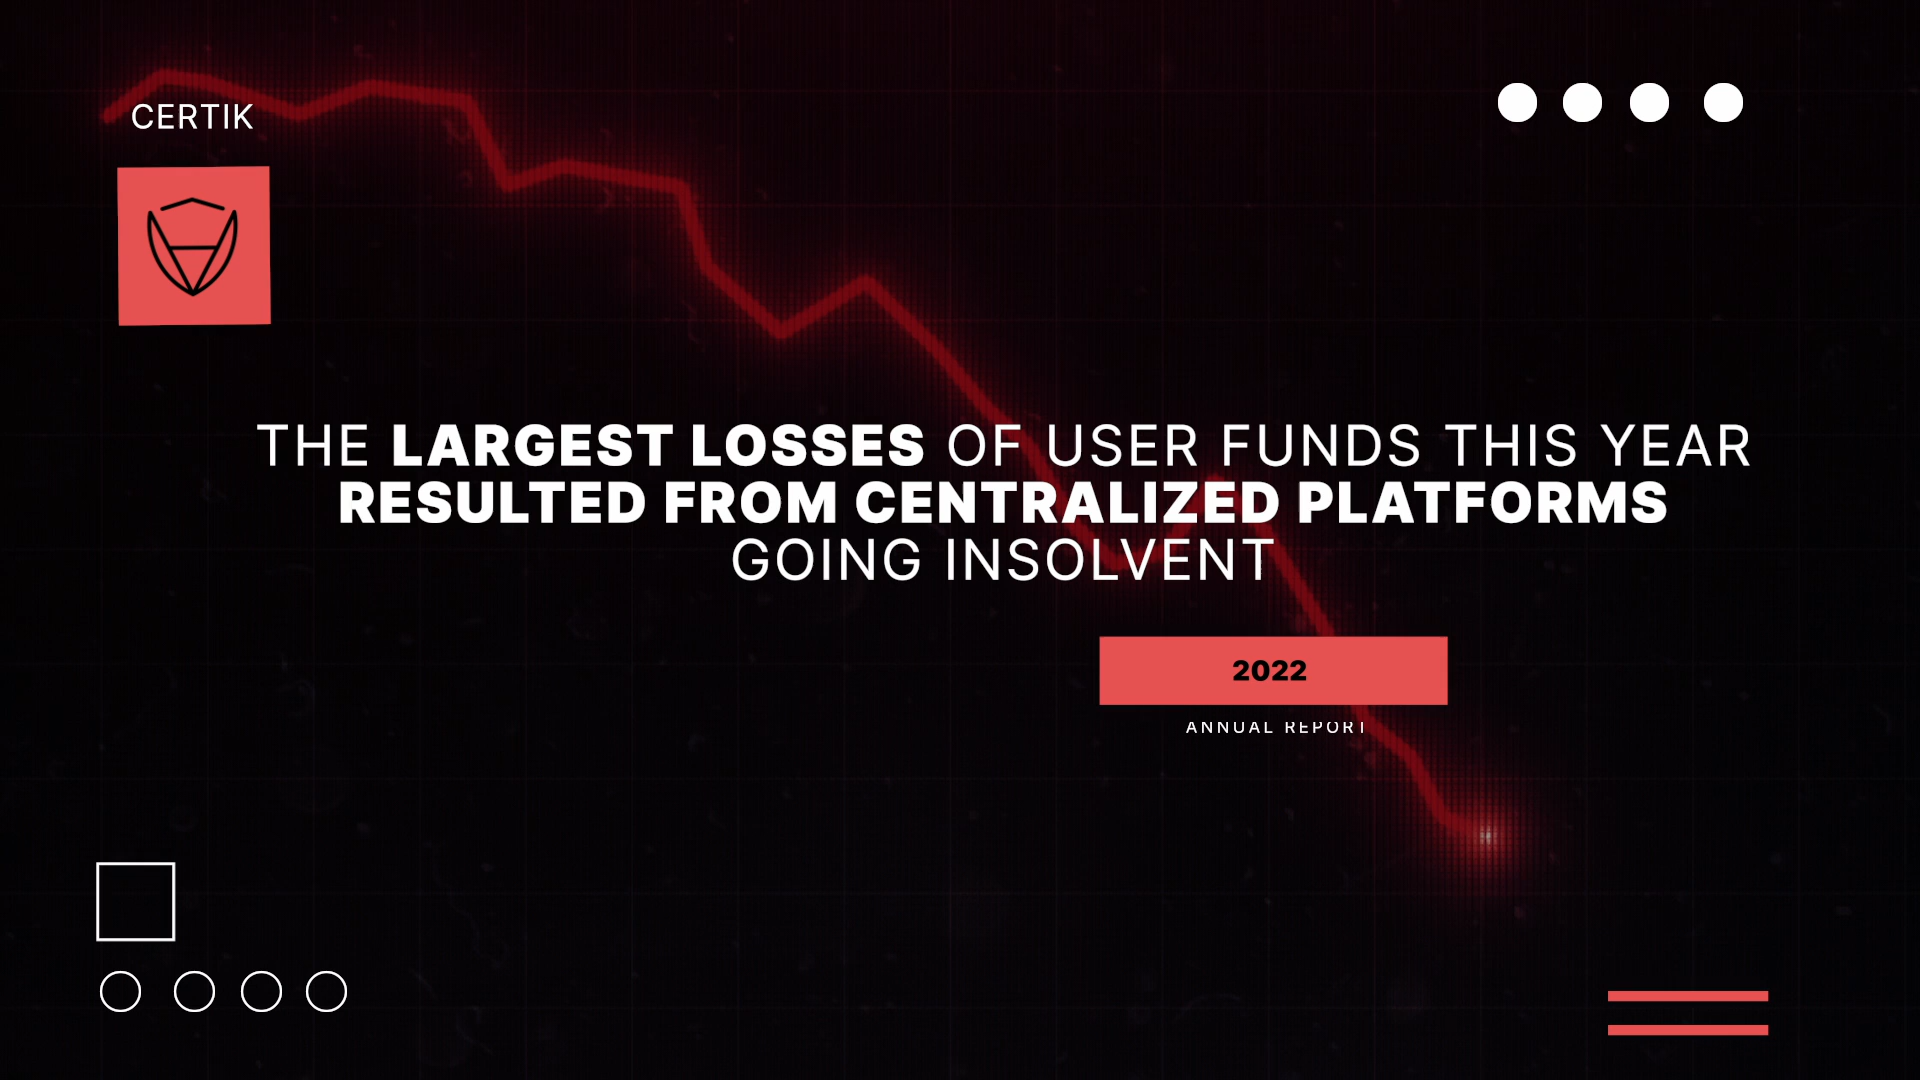 CERTIK
THE LARGEST LOSSES OF USER FUNDS THIS YEAR
RESULTED FROM CENTRALIZED PLATFORMS
GOING INSOLVENT
2022
ANNUAL REPORT